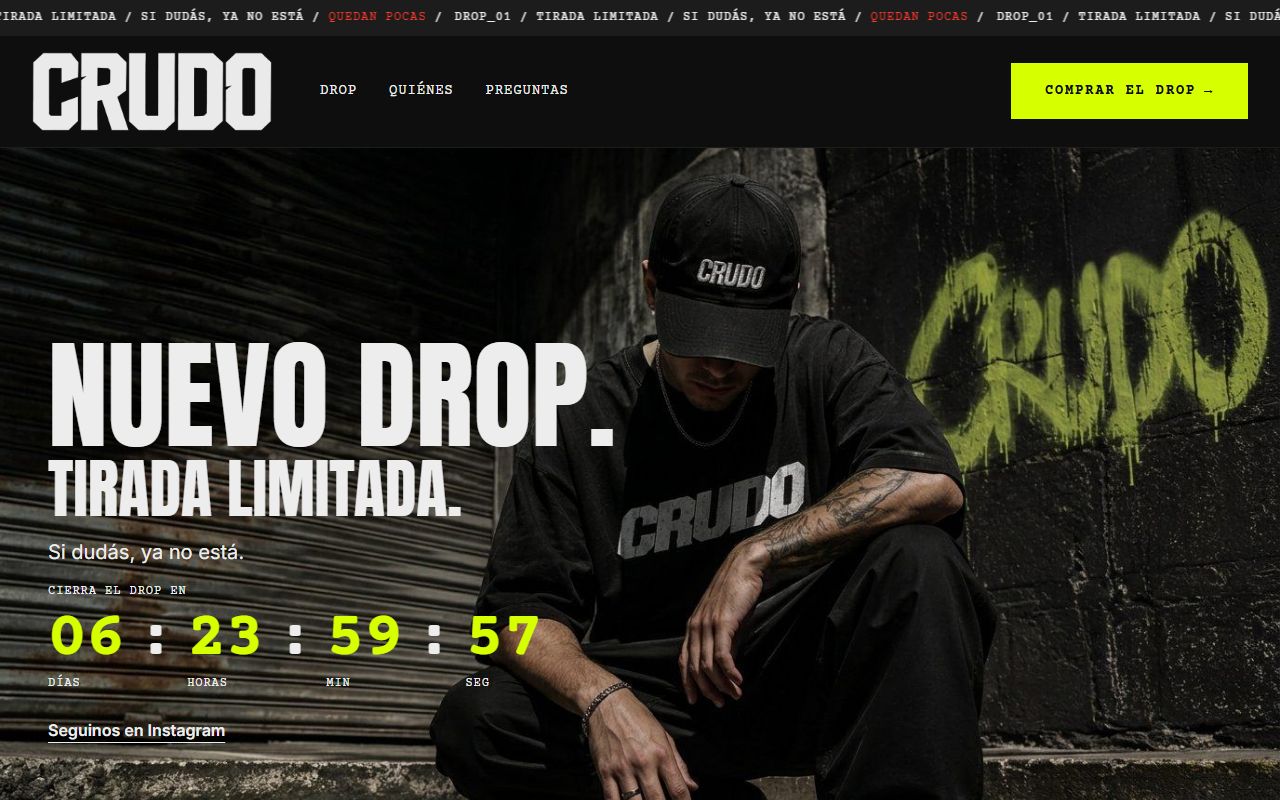 TIRADA LIMITADA / SI DUDÁS, YA NO ESTÁ / QUEDAN POCAS / DROP_01 / TIRADA LIMITADA / SI DUDÁS, YA NO ESTÁ / QUEDAN POCAS / DROP_01 / TIRADA LIMITADA / SI
CRUDO
DROP QUIÉNES PREGUNTAS
COMPRAR EL DROP →
CRUDO
CRUDO
NUEVO DROP.
TIRADA LIMITADA.
CRUDO
Si dudás, ya no está.
CIERRA EL DROP EN
06 : 23 : 59 : 57
DÍAS HORAS MIN SEG
Seguinos en Instagram